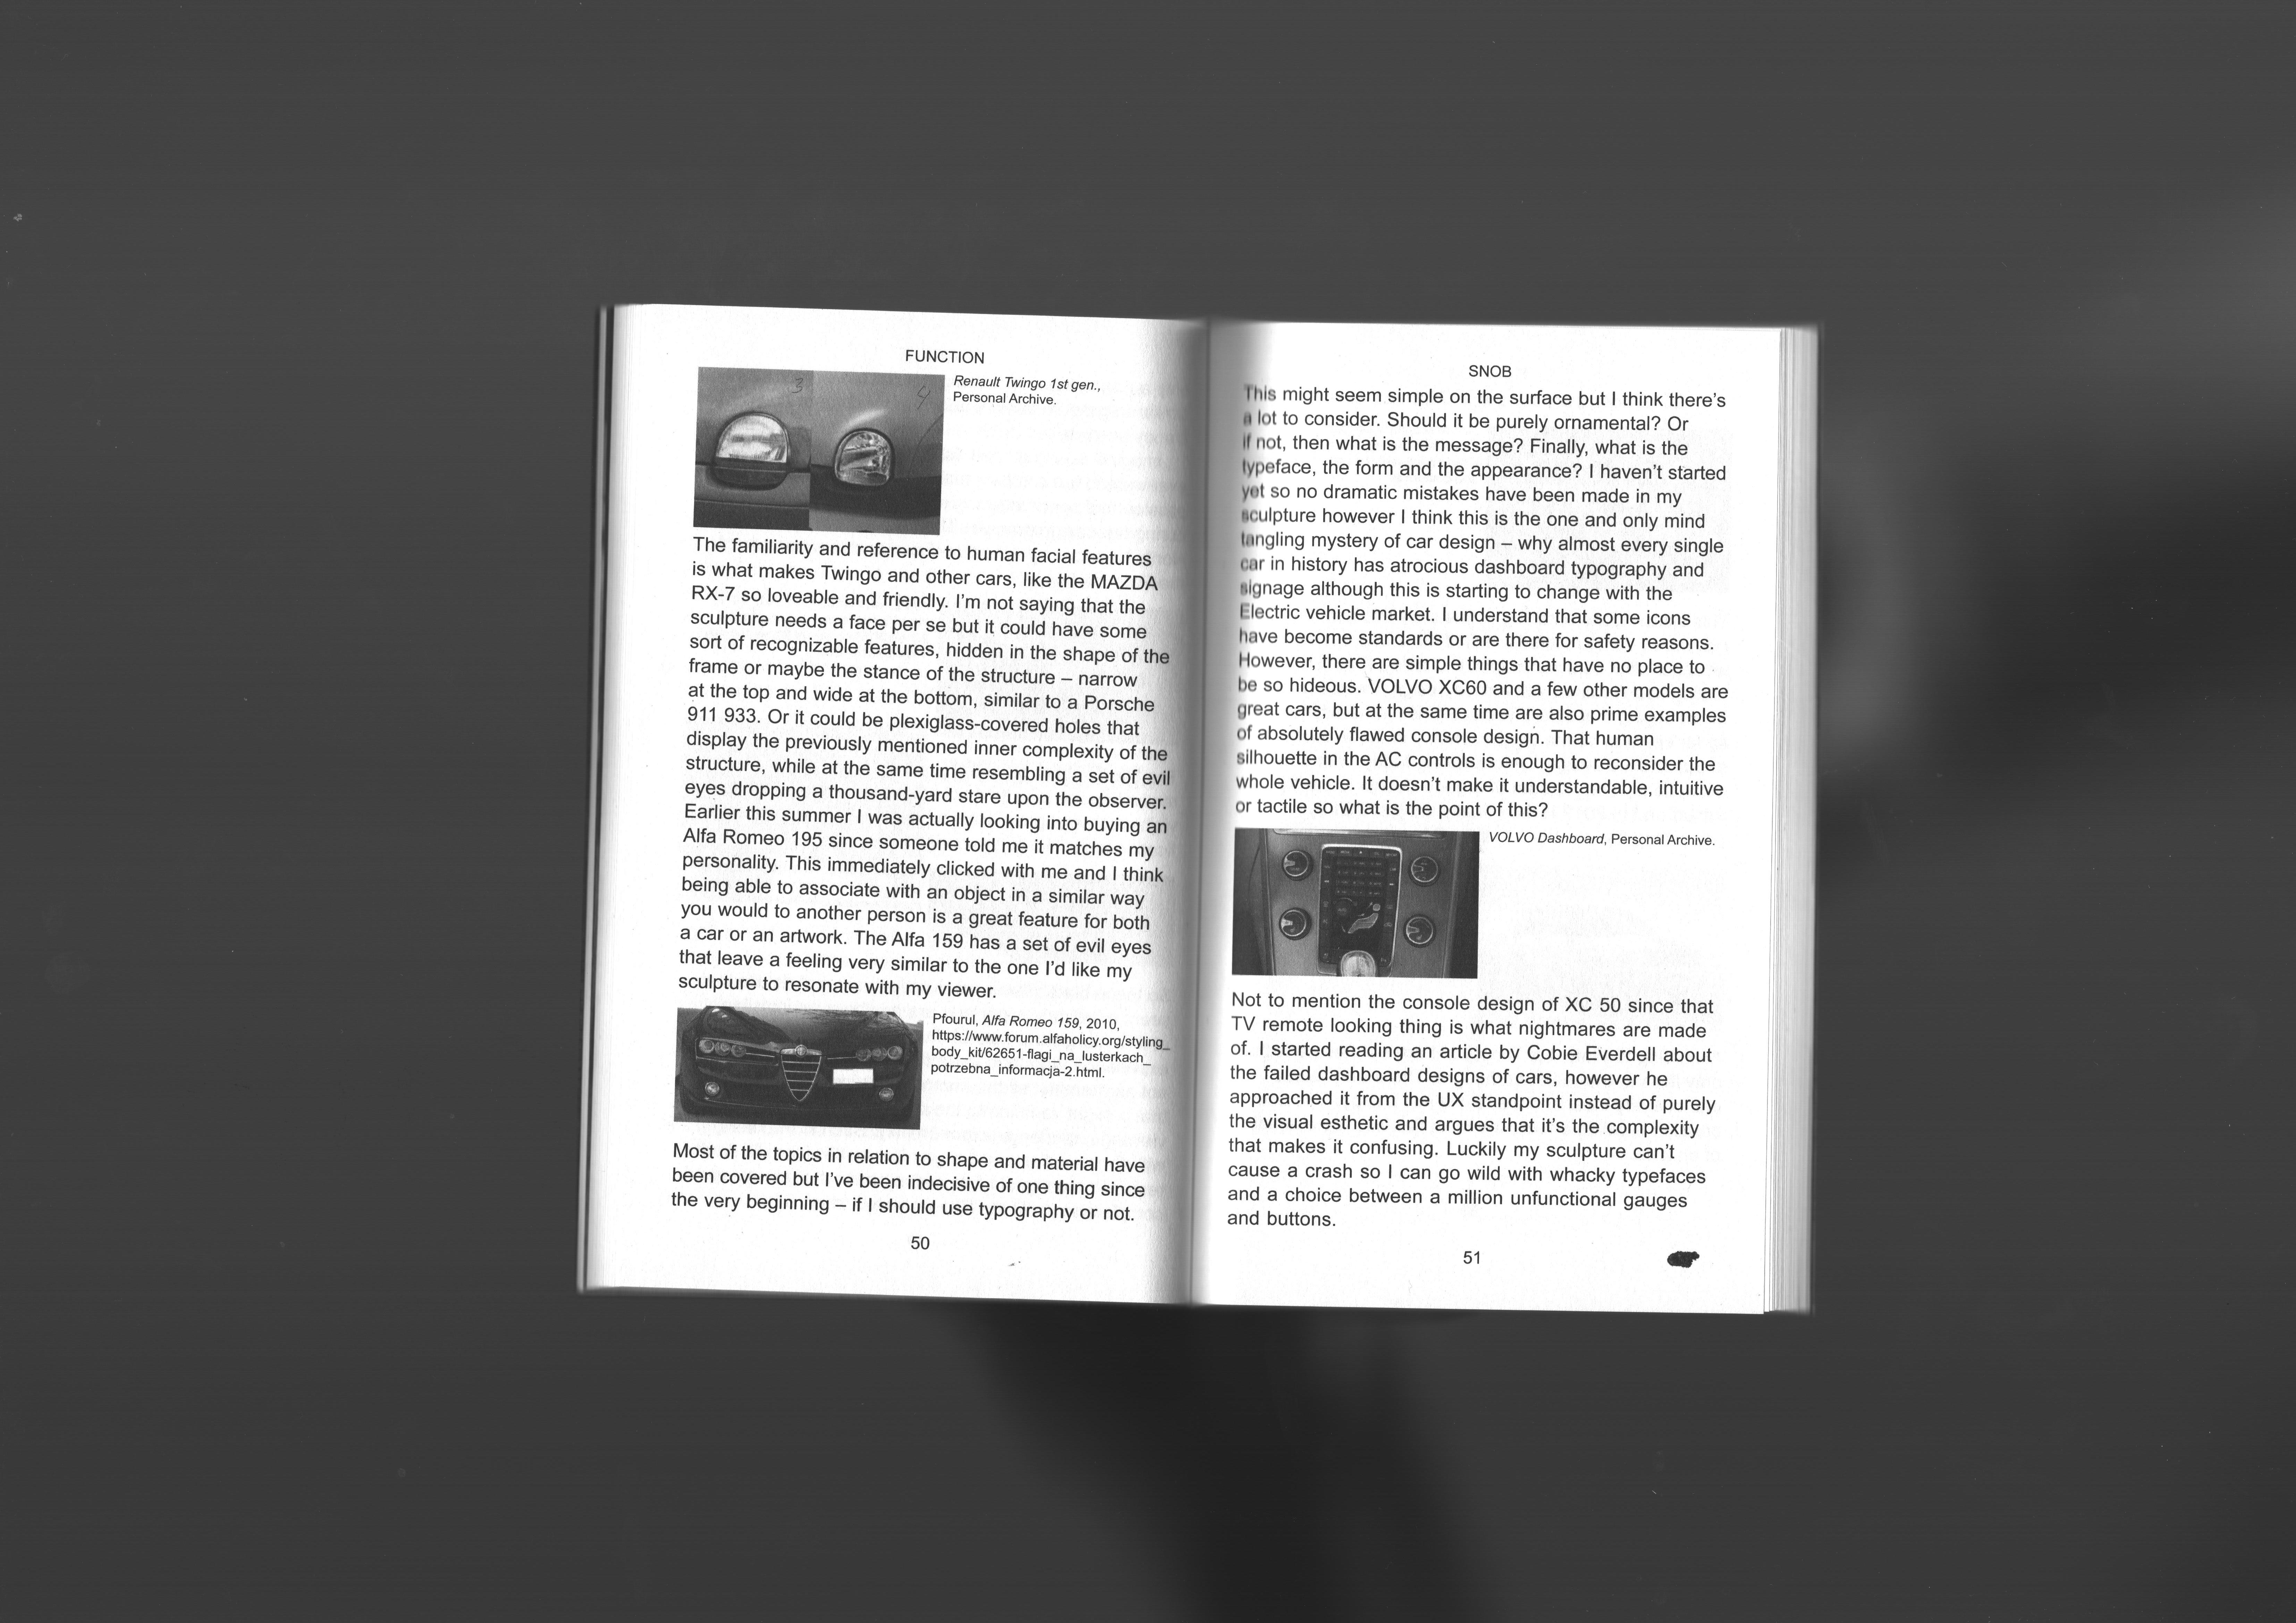 FUNCTION
3
4
Renault Twingo 1st gen.,
Personal Archive.
The familiarity and reference to human facial features
is what makes Twingo and other cars, like the MAZDA
RX-7 so loveable and friendly. I'm not saying that the
sculpture needs a face per se but it could have some
sort of recognizable features, hidden in the shape of the
frame or maybe the stance of the structure – narrow
at the top and wide at the bottom, similar to a Porsche
911 933. Or it could be plexiglass-covered holes that
display the previously mentioned inner complexity of the
structure, while at the same time resembling a set of evil
eyes dropping a thousand-yard stare upon the observer.
Earlier this summer I was actually looking into buying an
Alfa Romeo 195 since someone told me it matches my
personality. This immediately clicked with me and I think
being able to associate with an object in a similar way
you would to another person is a great feature for both
a car or an artwork. The Alfa 159 has a set of evil eyes
that leave a feeling very similar to the one I'd like my
sculpture to resonate with my viewer.
Pfourul, Alfa Romeo 159, 2010,
https://www.forum.alfaholicy.org/styling_
body_kit/62651-flagi_na_lusterkach_
potrzebna_informacja-2.html.
Most of the topics in relation to shape and material have
been covered but I've been indecisive of one thing since
the very beginning – if I should use typography or not.
50
SNOB
This might seem simple on the surface but I think there's
a lot to consider. Should it be purely ornamental? Or
if not, then what is the message? Finally, what is the
typeface, the form and the appearance? I haven't started
yet so no dramatic mistakes have been made in my
sculpture however I think this is the one and only mind
tangling mystery of car design – why almost every single
car in history has atrocious dashboard typography and
signage although this is starting to change with the
Electric vehicle market. I understand that some icons
have become standards or are there for safety reasons.
However, there are simple things that have no place to
be so hideous. VOLVO XC60 and a few other models are
great cars, but at the same time are also prime examples
of absolutely flawed console design. That human
silhouette in the AC controls is enough to reconsider the
whole vehicle. It doesn't make it understandable, intuitive
or tactile so what is the point of this?
VOLVO Dashboard, Personal Archive.
Not to mention the console design of XC 50 since that
TV remote looking thing is what nightmares are made
of. I started reading an article by Cobie Everdell about
the failed dashboard designs of cars, however he
approached it from the UX standpoint instead of purely
the visual esthetic and argues that it's the complexity
that makes it confusing. Luckily my sculpture can't
cause a crash so I can go wild with whacky typefaces
and a choice between a million unfunctional gauges
and buttons.
51